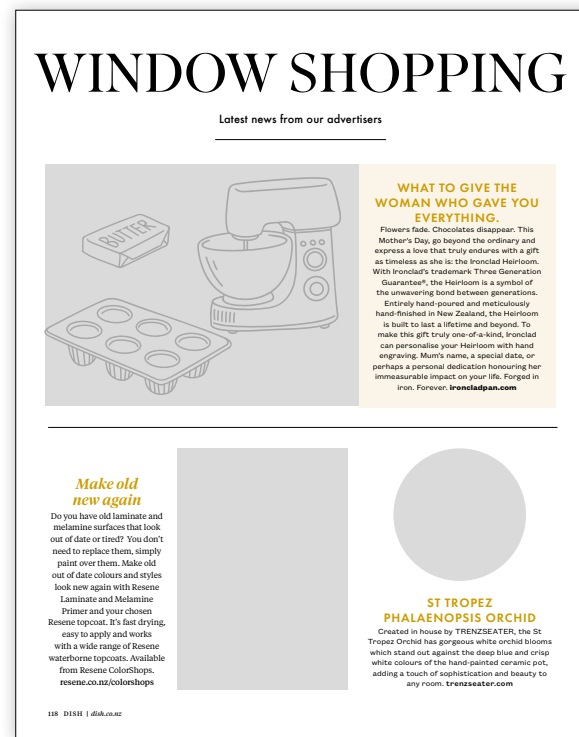 WINDOW SHOPPING
Latest news from our advertisers
BUTTER
WHAT TO GIVE THE
WOMAN WHO GAVE YOU
EVERYTHING.
Flowers fade. Chocolates disappear. This
Mother's Day, go beyond the ordinary and
express a love that truly endures with a gift
as timeless as she is: the Ironclad Heirloom.
With Ironclad's trademark Three Generation
Guarantee®, the Heirloom is a symbol of
the unwavering bond between generations.
Entirely hand-poured and meticulously
hand-finished in New Zealand, the Heirloom
is built to last a lifetime and beyond. To
make this gift truly one-of-a-kind, Ironclad
can personalise your Heirloom with hand
engraving. Mum's name, a special date, or
perhaps a personal dedication honouring her
immeasurable impact on your life. Forged in
iron. Forever. ironcladpan.com
Make old
new again
Do you have old laminate and
melamine surfaces that look
out of date or tired? You don't
need to replace them, simply
paint over them. Make old
out of date colours and styles
look new again with Resene
Laminate and Melamine
Primer and your chosen
Resene topcoat. It's fast drying,
easy to apply and works
with a wide range of Resene
waterborne topcoats. Available
from Resene ColorShops.
resene.co.nz/colorshops
ST TROPEZ
PHALAENOPSIS ORCHID
Created in house by TRENZSEATER, the St
Tropez Orchid has gorgeous white orchid blooms
which stand out against the deep blue and crisp
white colours of the hand-painted ceramic pot,
adding a touch of sophistication and beauty to
any room. trenzseater.com
118 DISH | dish.co.nz